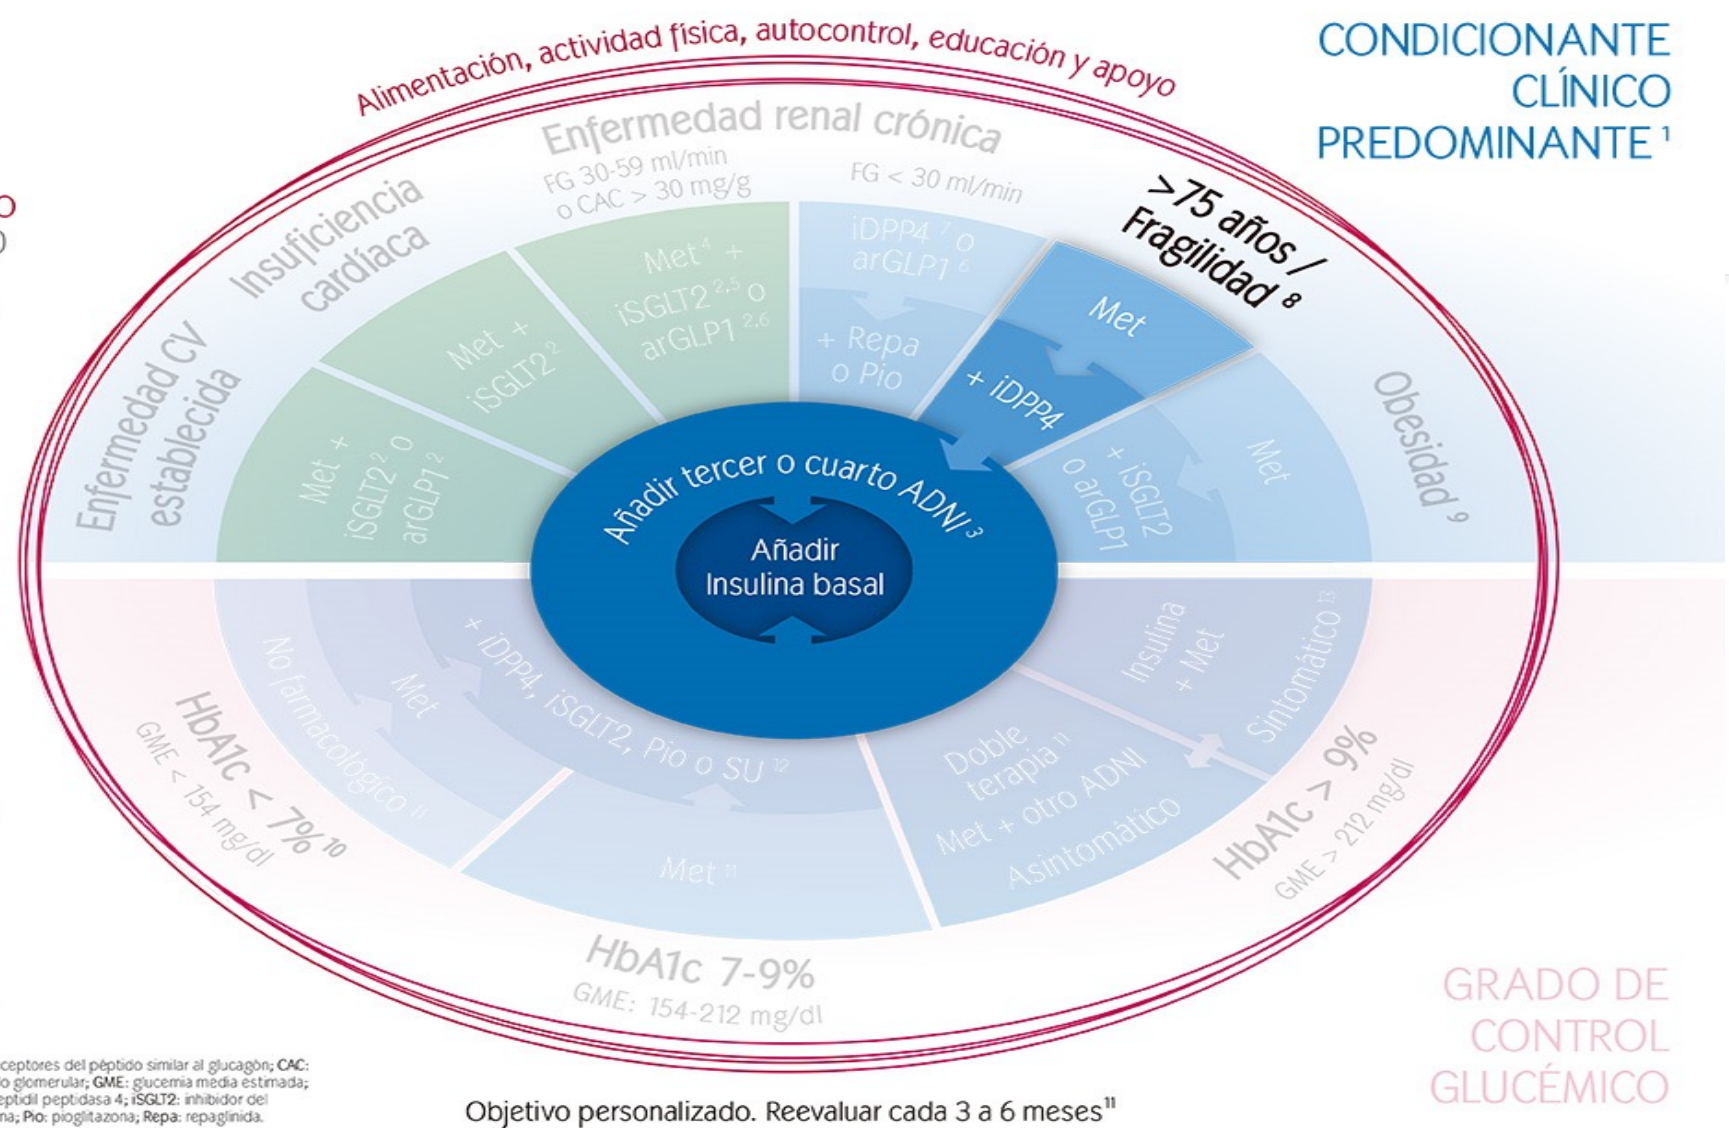 Alimentación, actividad física, autocontrol, educación y apoyo
CONDICIONANTE
CLÍNICO
PREDOMINANTE 1
O
Enfermedad CV
establecida
Met +
iSGLT2 2 o
arGLP1 2
Insuficiencia
cardíaca
Met +
iSGLT2 2
Enfermedad renal crónica
FG 30-59 ml/min
o CAC > 30 mg/g
Met 4 +
iSGLT2 2,5 o
arGLP1 2,6
FG < 30 ml/min
iDPP4 7 o
arGLP1 6
+ Repa
o Pio
>75 años /
Fragilidad 8
Met
+ iDPP4
Obesidad 9
Met
+ iSGLT2
o arGLP1
Añadir tercer o cuarto ADNI 3
Añadir
Insulina basal
HbA1c < 7% 10
GME < 154 mg/dl
No farmacológico 11
Met
+ iDPP4, iSGLT2, Pio o SU 12
Met 11
HbA1c 7-9%
GME: 154-212 mg/dl
Insulina
+ Met
Sintomático 13
Doble
terapia 11
Met + otro ADNI
Asintomático
HbA1c > 9%
GME > 212 mg/dl
GRADO DE
CONTROL
GLUCÉMICO
ceptores del péptido similar al glucagón; CAC:
o glomerular; GME: glucemia media estimada;
eptidil peptidasa 4; iSGLT2: inhibidor del
na; Pio: pioglitazona; Repa: repaglinida.
Objetivo personalizado. Reevaluar cada 3 a 6 meses 11